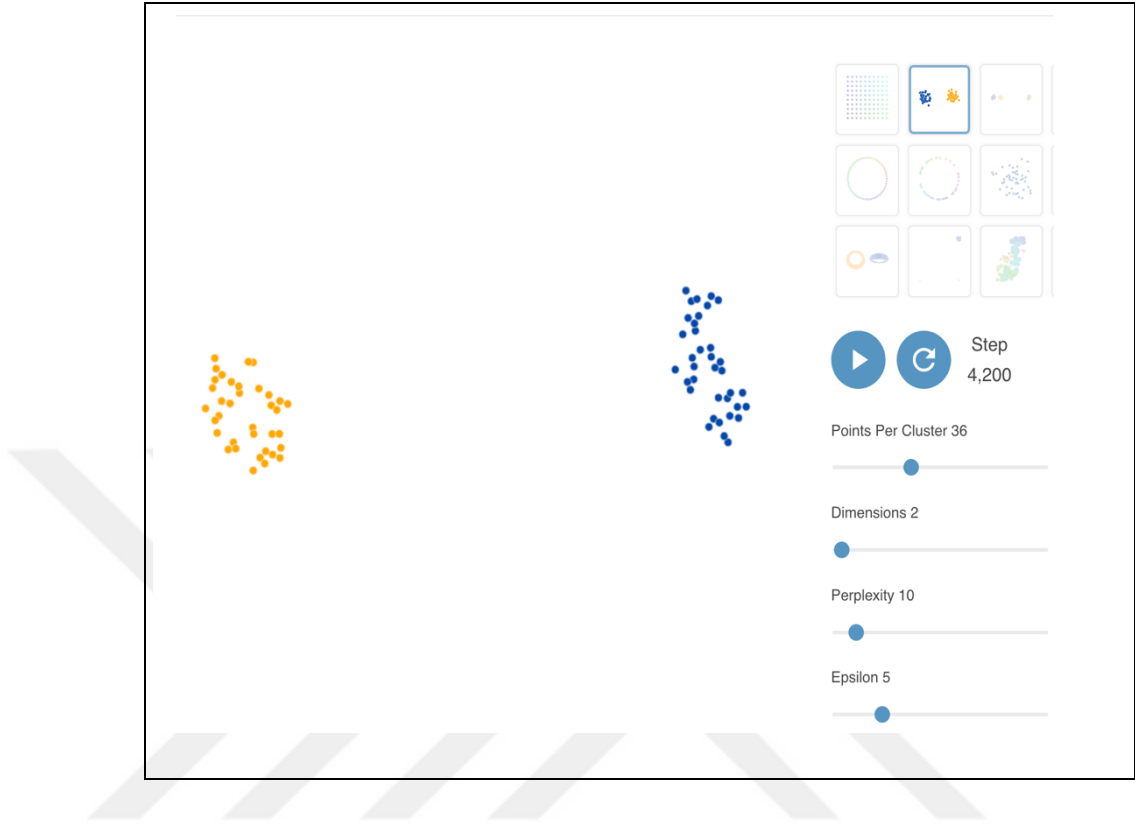 Step
4,200
Points Per Cluster 36
Dimensions 2
Perplexity 10
Epsilon 5